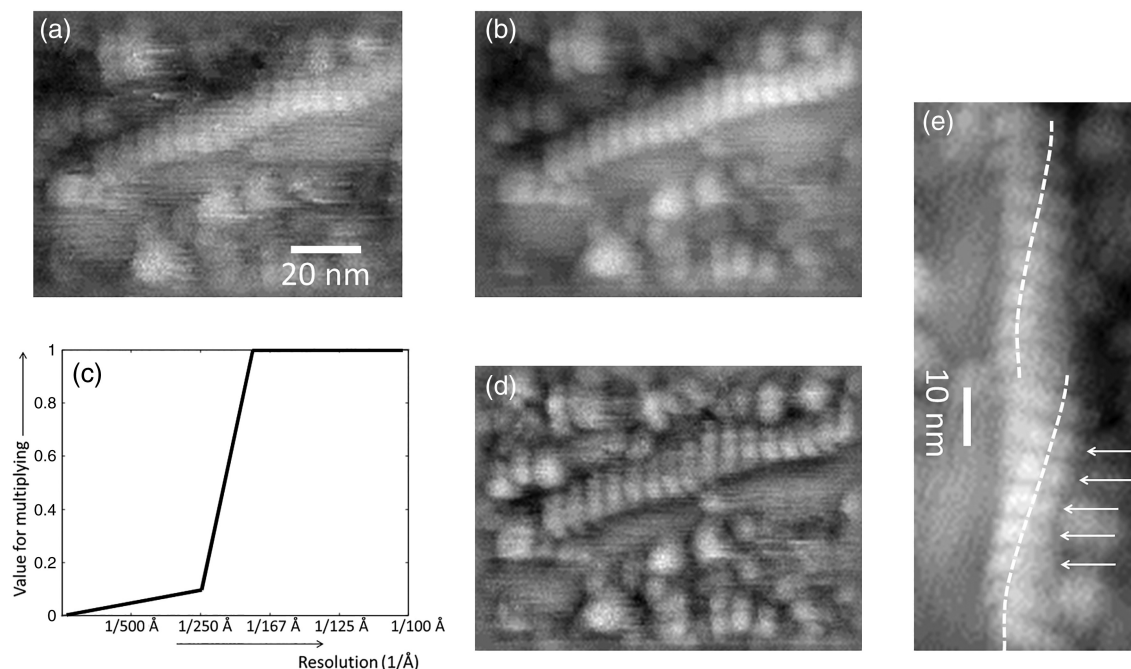 (a)
20 nm
(b)
(c)
Value for multiplying
1
0.8
0.6
0.4
0.2
0
1/500 Å 1/250 Å 1/167 Å 1/125 Å 1/100 Å
Resolution (1/Å)
(d)
(e)
10 nm